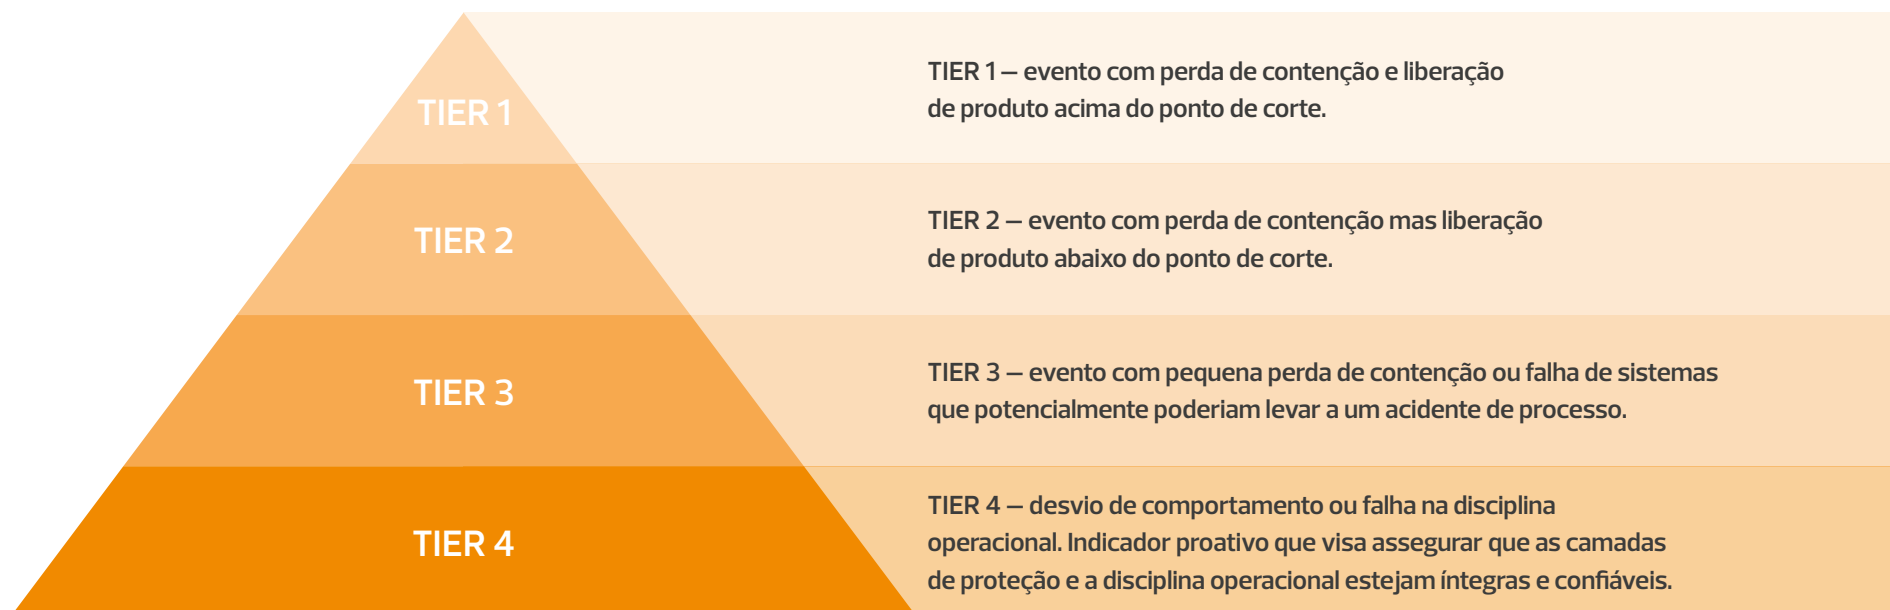 TIER 1
TIER 1 – evento com perda de contenção e liberação
de produto acima do ponto de corte.
TIER 2
TIER 2 – evento com perda de contenção mas liberação
de produto abaixo do ponto de corte.
TIER 3
TIER 3 – evento com pequena perda de contenção ou falha de sistemas
que potencialmente poderiam levar a um acidente de processo.
TIER 4
TIER 4 – desvio de comportamento ou falha na disciplina
operacional. Indicador proativo que visa assegurar que as camadas
de proteção e a disciplina operacional estejam íntegras e confiáveis.